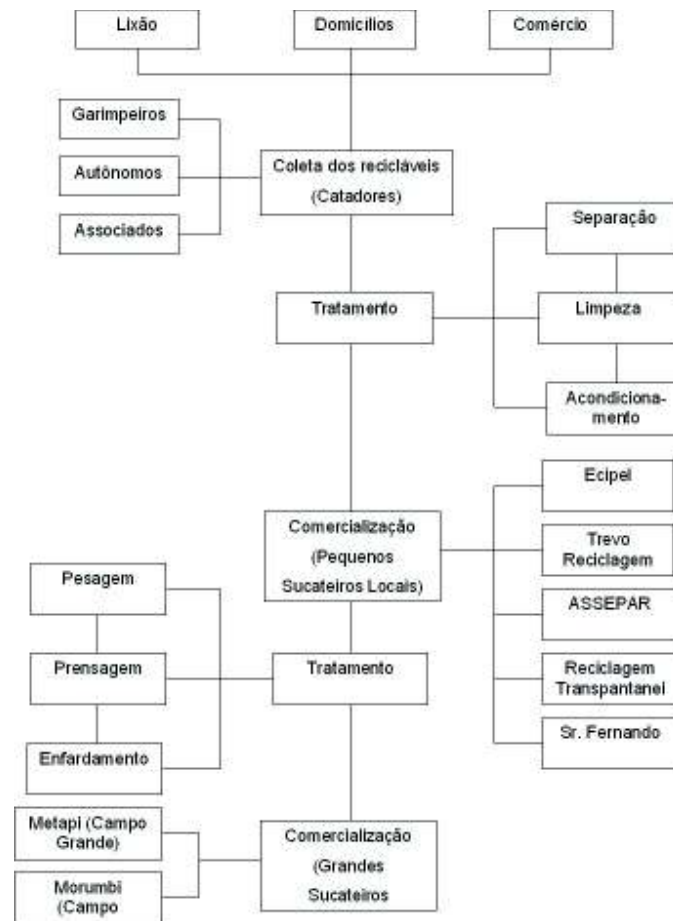 Lixão
Domicílios
Comércio
Garimpeiros
Autônomos
Associados
Coleta dos recicláveis
(Catadores)
Separação
Tratamento
Limpeza
Acondiciona-
mento
Comercialização
(Pequenos
Sucateiros Locais)
Ecipel
Trevo
Reciclagem
ASSEPAR
Reciclagem
Transpantanel
Sr. Fernando
Pesagem
Prensagem
Enfardamento
Tratamento
Metapi (Campo
Grande)
Morumbi
(Campo
Comercialização
(Grandes
Sucateiros